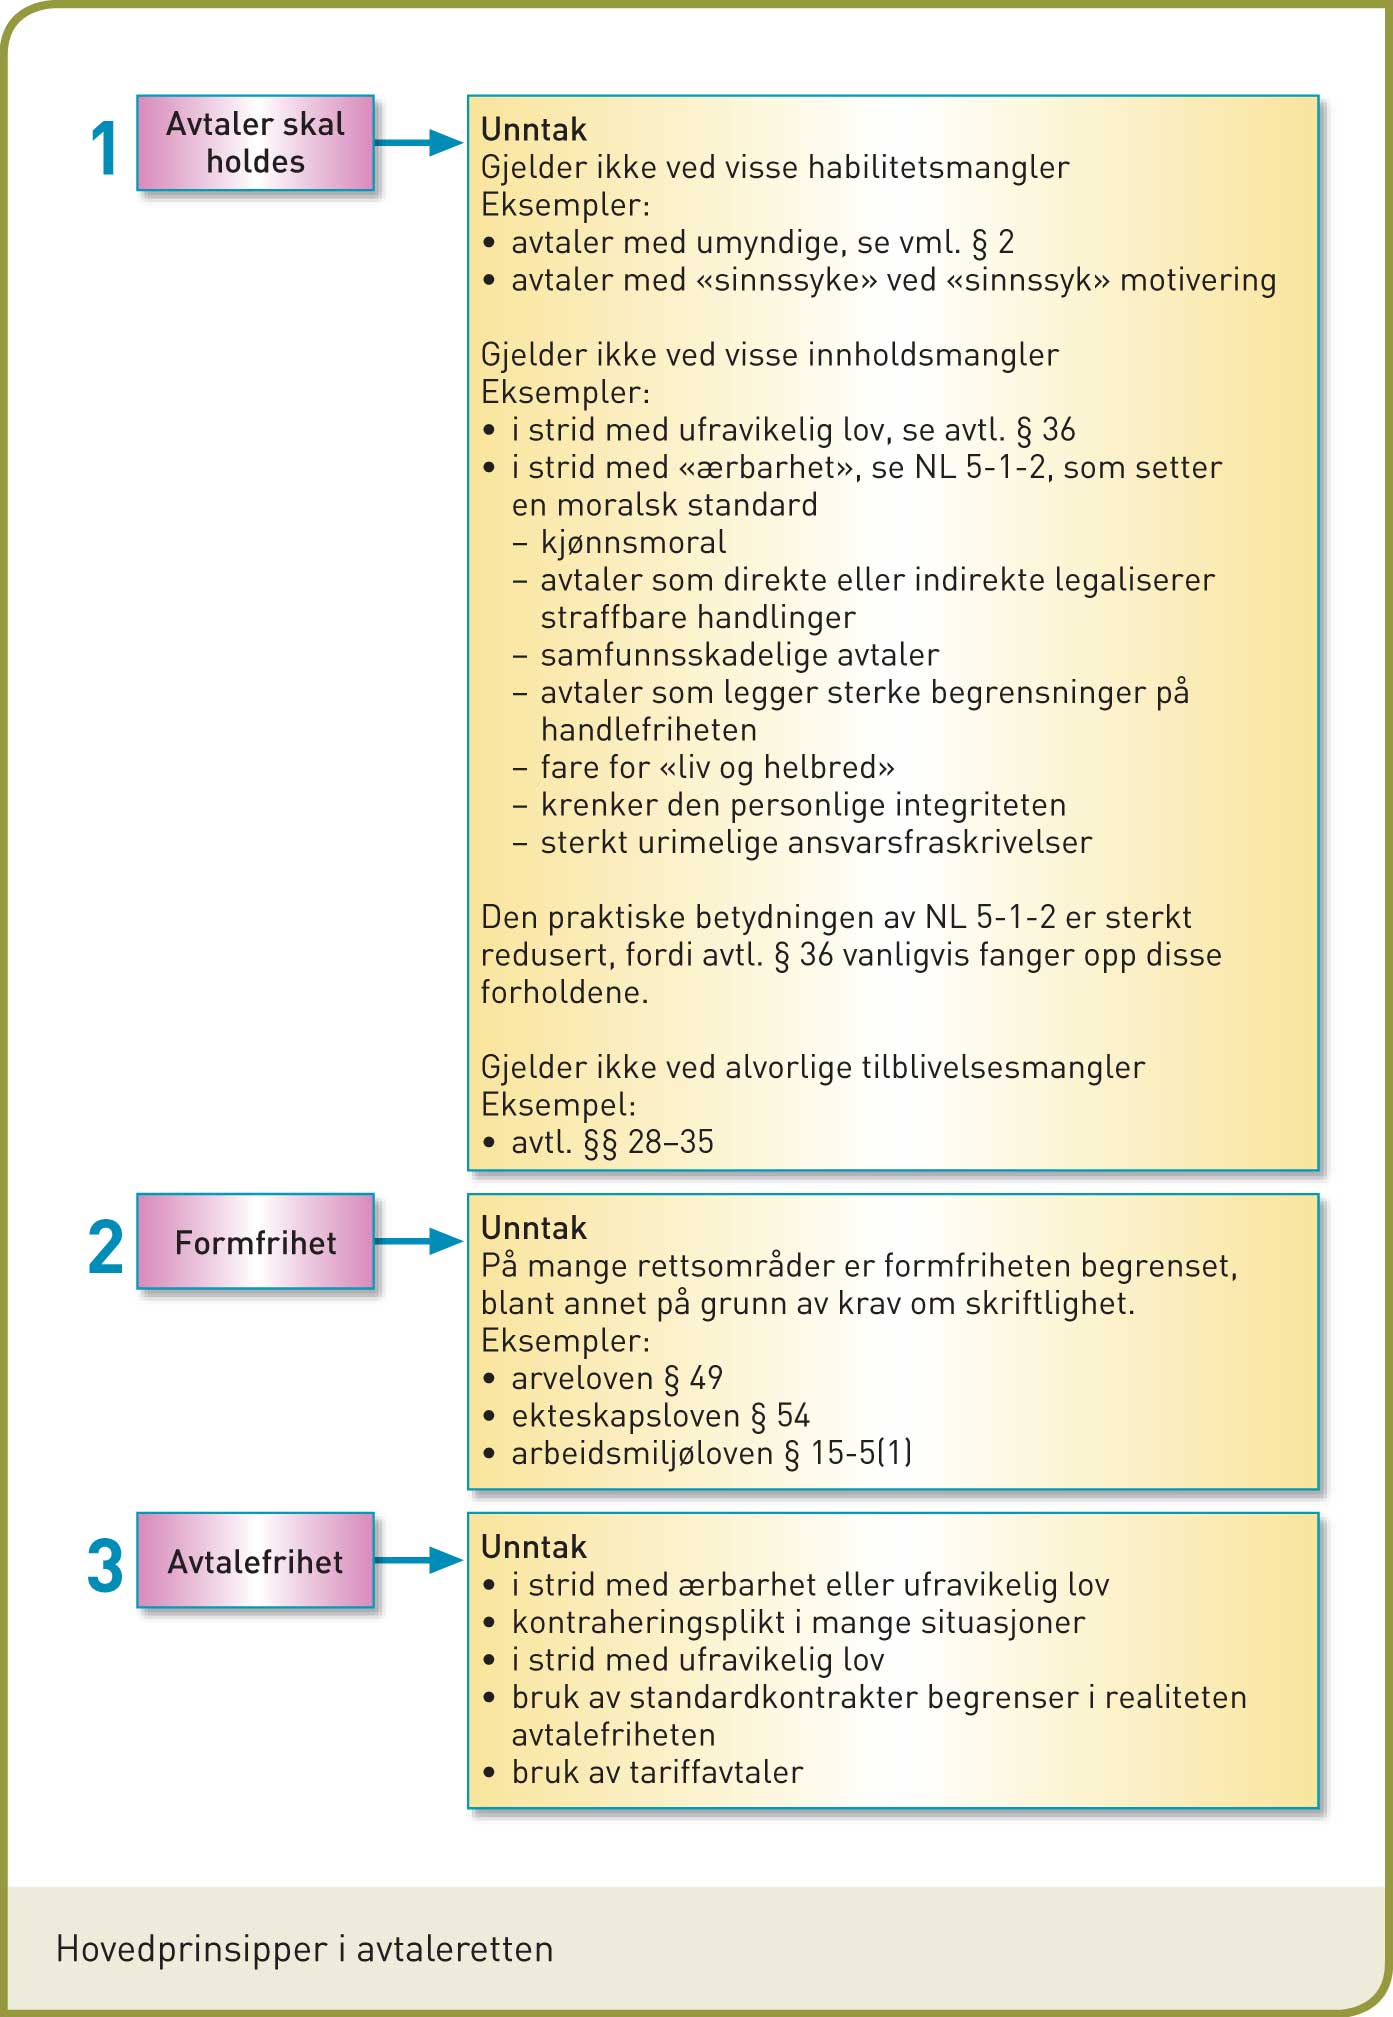 1
Avtaler skal
holdes
Unntak
Gjelder ikke ved visse habilitetsmangler
Eksempler:
• avtaler med umyndige, se vml. § 2
• avtaler med «sinnssyke» ved «sinnssyk» motivering
Gjelder ikke ved visse innholdsmangler
Eksempler:
• i strid med ufravikelig lov, se avtl. § 36
• i strid med «ærbarhet», se NL 5-1-2, som setter
en moralsk standard
– kjønnsmoral
– avtaler som direkte eller indirekte legaliserer
straffbare handlinger
– samfunnsskadelige avtaler
– avtaler som legger sterke begrensninger på
handlefriheten
– fare for «liv og helbred»
– krenker den personlige integriteten
– sterkt urimelige ansvarsfraskrivelser
Den praktiske betydningen av NL 5-1-2 er sterkt
redusert, fordi avtl. § 36 vanligvis fanger opp disse
forholdene.
Gjelder ikke ved alvorlige tilblivelsesmangler
Eksempel:
• avtl. §§ 28–35
2
Formfrihet
Unntak
På mange rettsområder er formfriheten begrenset,
blant annet på grunn av krav om skriftlighet.
Eksempler:
• arveloven § 49
• ekteskapsloven § 54
• arbeidsmiljøloven § 15-5(1)
3
Avtalefrihet
Unntak
• i strid med ærbarhet eller ufravikelig lov
• kontraheringsplikt i mange situasjoner
• i strid med ufravikelig lov
• bruk av standardkontrakter begrenser i realiteten
avtalefriheten
• bruk av tariffavtaler
Hovedprinsipper i avtaleretten